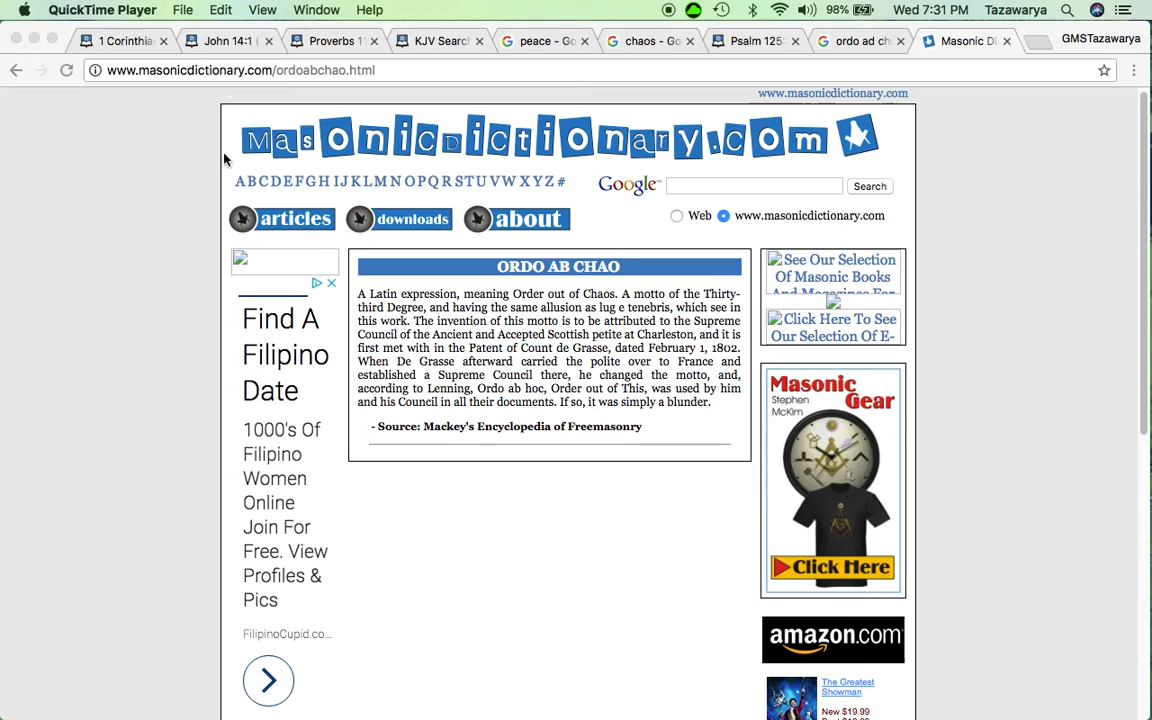 QuickTime Player File Edit View Window Help 98% Wed 7:31 PM Tazawarya
1 Corinthia John 14:1 ( Proverbs 1 KJV Search peace - Go chaos - Go Psalm 125: ordo ad ch Masonic Di GMSTazawarya
www.masonicdictionary.com/ordoabchao.html
www.masonicdictionary.com
MasonicDictionary.com
A B C D E F G H I J K L M N O P Q R S T U V W X Y Z #
Google™ Search
articles downloads about
Web www.masonicdictionary.com
ORDO AB CHAO
A Latin expression, meaning Order out of Chaos. A motto of the Thirty-
third Degree, and having the same allusion as lug e tenebris, which see in
this work. The invention of this motto is to be attributed to the Supreme
Council of the Ancient and Accepted Scottish petite at Charleston, and it is
first met with in the Patent of Count de Grasse, dated February 1, 1802.
When De Grasse afterward carried the polite over to France and
established a Supreme Council there, he changed the motto, and,
according to Lenning, Ordo ab hoc, Order out of This, was used by him
and his Council in all their documents. If so, it was simply a blunder.
- Source: Mackey's Encyclopedia of Freemasonry
Find A
Filipino
Date
1000's Of
Filipino
Women
Online
Join For
Free. View
Profiles &
Pics
FilipinoCupid.co...
See Our Selection
Of Masonic Books
And Magazines For
Click Here To See
Our Selection Of E-
Masonic
Gear
Stephen
McKim
Click Here
amazon.com
The Greatest
Showman
New $19.99